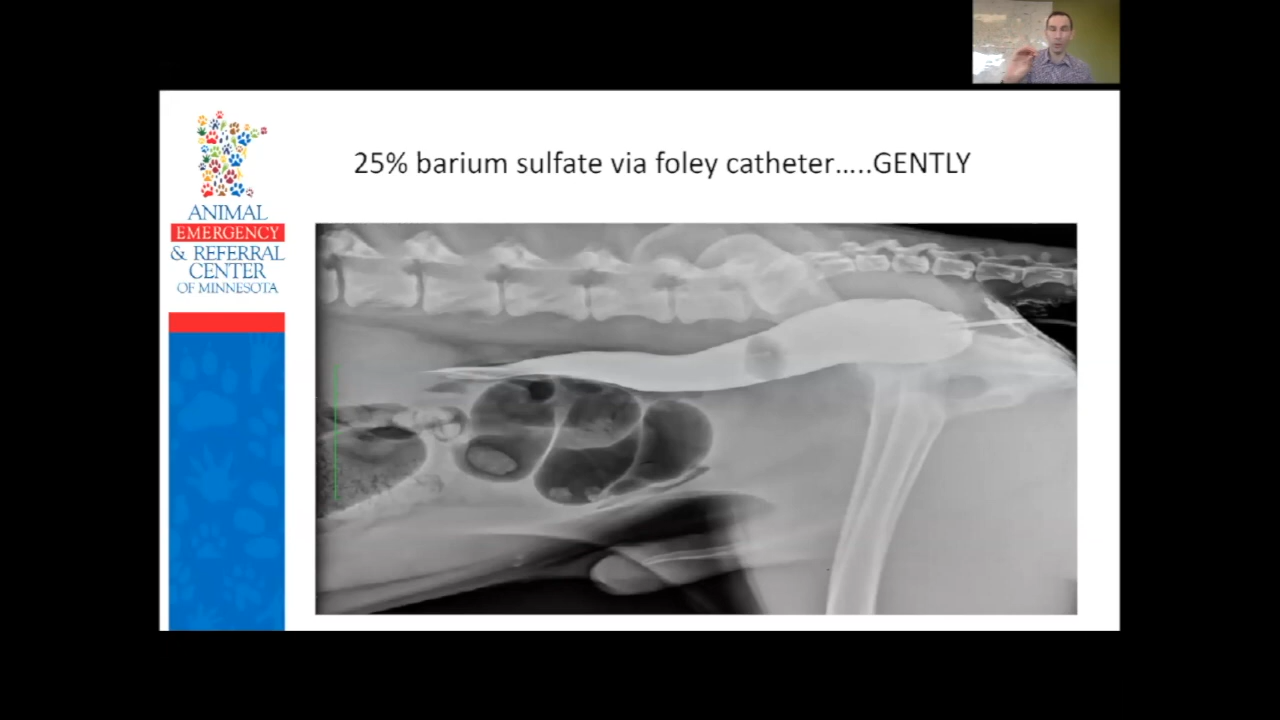 25% barium sulfate via foley catheter.....GENTLY
ANIMAL
EMERGENCY
& REFERRAL
CENTER
OF MINNESOTA